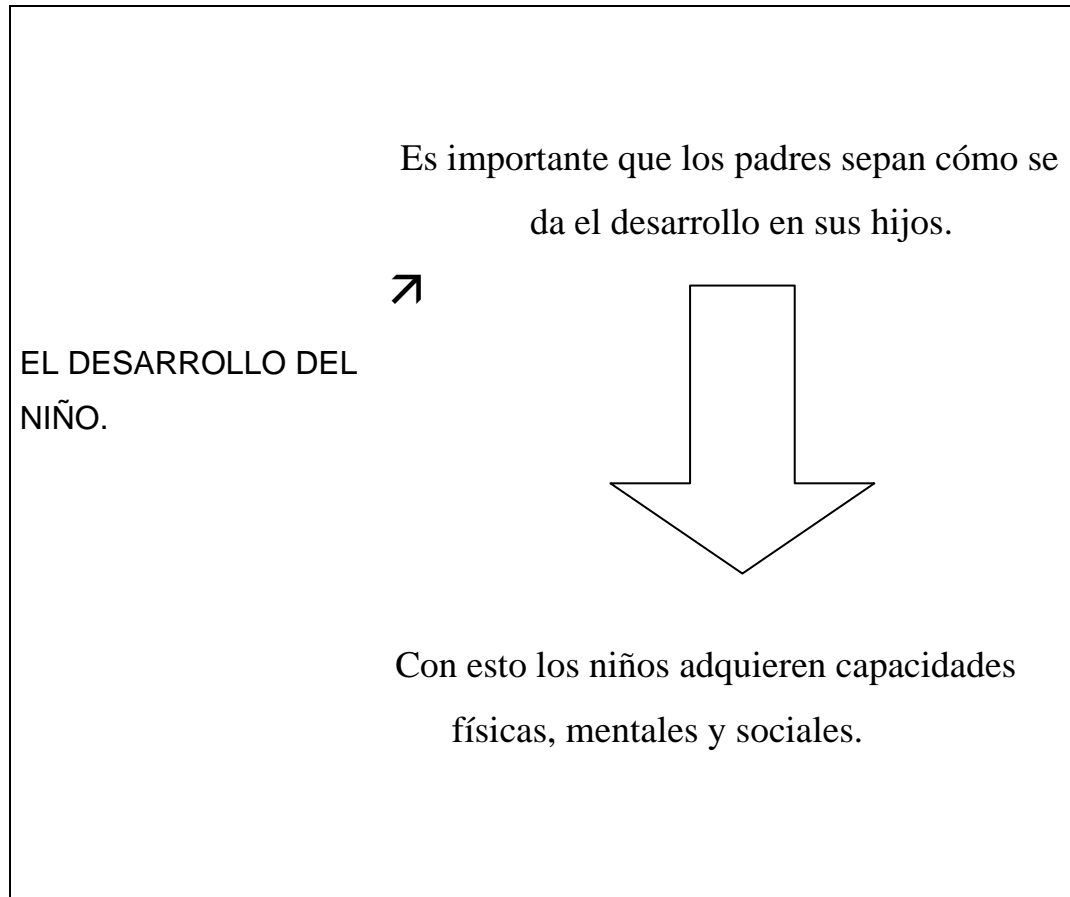 Es importante que los padres sepan cómo se
da el desarrollo en sus hijos.
EL DESARROLLO DEL
NIÑO.
Con esto los niños adquieren capacidades
físicas, mentales y sociales.